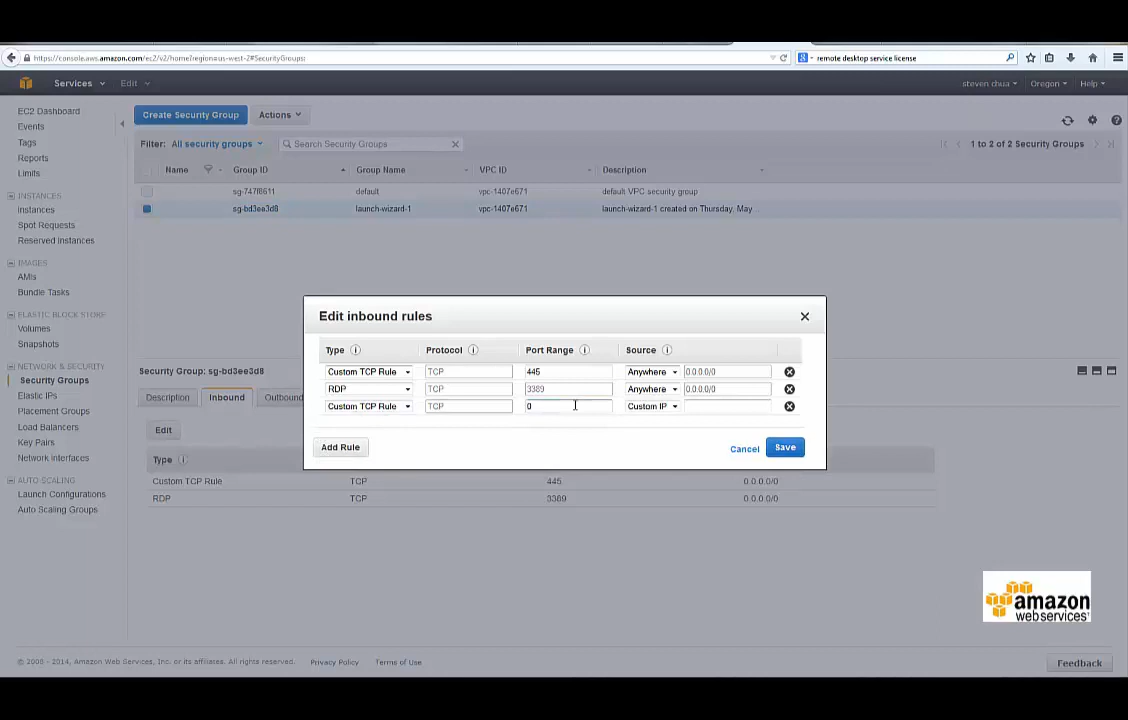 https://console.aws.amazon.com/ec2/v2/home?region=us-west-2#SecurityGroups:
remote desktop service license
Services Edit steven chua Oregon Help
EC2 Dashboard
Events
Tags
Reports
Limits
INSTANCES
Instances
Spot Requests
Reserved Instances
IMAGES
AMIs
Bundle Tasks
ELASTIC BLOCK STORE
Volumes
Snapshots
NETWORK & SECURITY
Security Groups
Elastic IPs
Placement Groups
Load Balancers
Key Pairs
Network Interfaces
AUTO SCALING
Launch Configurations
Auto Scaling Groups
Create Security Group Actions
Filter: All security groups Search Security Groups 1 to 2 of 2 Security Groups
Name Group ID Group Name VPC ID Description
sg-747f8611 default vpc-1407e671 default VPC security group
sg-bd3ee3d8 launch-wizard-1 vpc-1407e671 launch-wizard-1 created on Thursday, May...
Edit inbound rules
Type Protocol Port Range Source
Custom TCP Rule TCP 445 Anywhere 0.0.0.0/0
RDP TCP 3389 Anywhere 0.0.0.0/0
Custom TCP Rule TCP 0 Custom IP
Add Rule Cancel Save
Security Group: sg-bd3ee3d8
Description Inbound Outbound
Edit
Type
Custom TCP Rule TCP 445 0.0.0.0/0
RDP TCP 3389 0.0.0.0/0
amazon
webservices
© 2008 - 2014, Amazon Web Services, Inc. or its affiliates. All rights reserved. Privacy Policy Terms of Use
Feedback